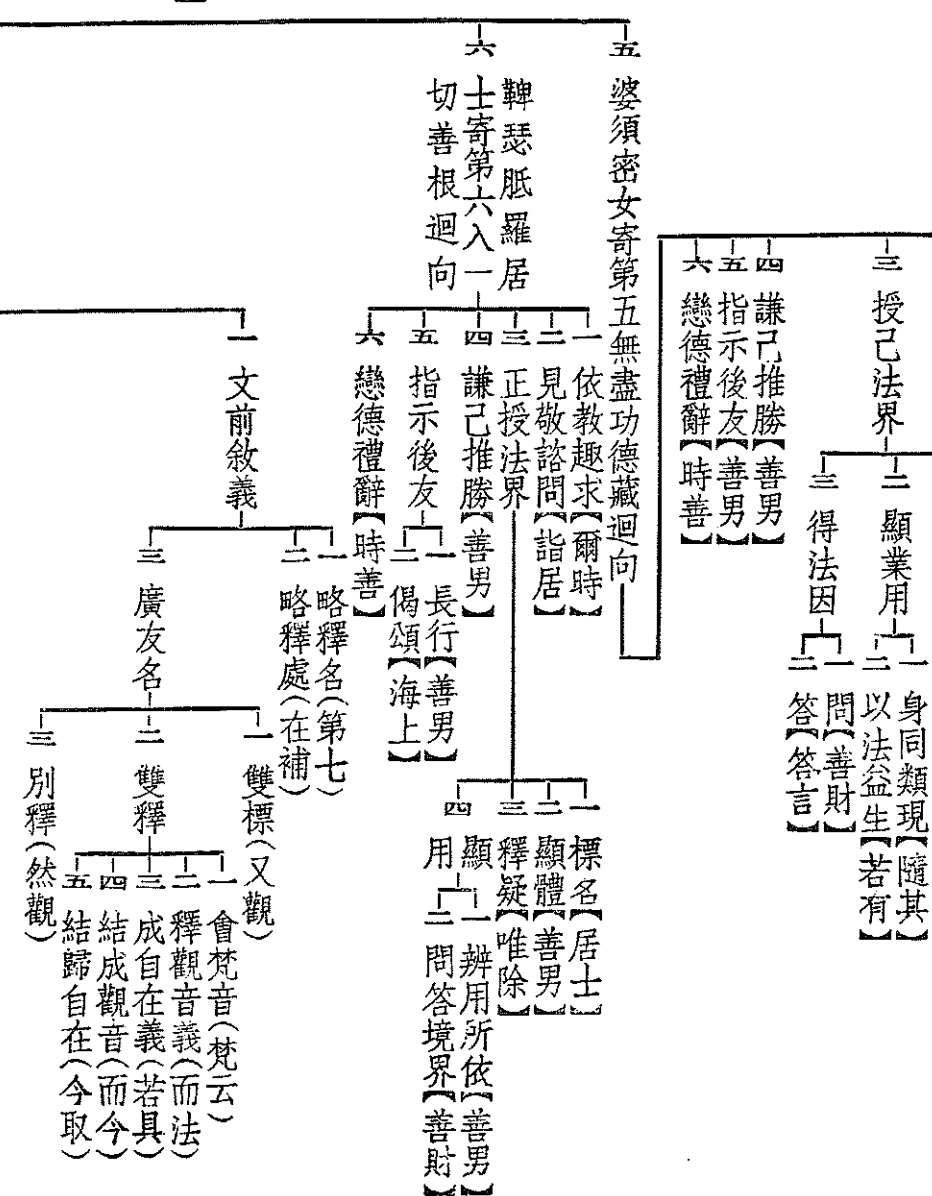 三 授己法界
二 顯業用
一 身同類現【隨其】
二 以法益生【若有】
三 得法因
一 問【善財】
二 答【答言】
四 謙己推勝【善男】
五 指示後友【善男】
六 戀德禮辭【時善】
五 婆須密女寄第五無盡功德藏迴向
一 依教趣求【爾時】
二 見敬諮問【詣居】
三 正授法界
一 標名【居士】
二 顯體【善男】
三 釋疑【唯除】
四 顯用
一 辨用所依【善男】
二 問答境界【善財】
四 謙己推勝【善男】
五 指示後友
一 長行【善男】
二 偈頌【海上】
六 戀德禮辭【時善】
六 鞞瑟胝羅居
士寄第六入一
切善根迴向
一 文前敘義
一 略釋名(第七)
二 略釋處(在補)
三 廣友名
一 雙標(又觀)
二 雙釋
一 會梵音(梵云)
二 釋觀音義(而法)
三 成自在義(若具)
四 結成觀音(而今)
五 結歸自在(今取)
三 別釋(然觀)